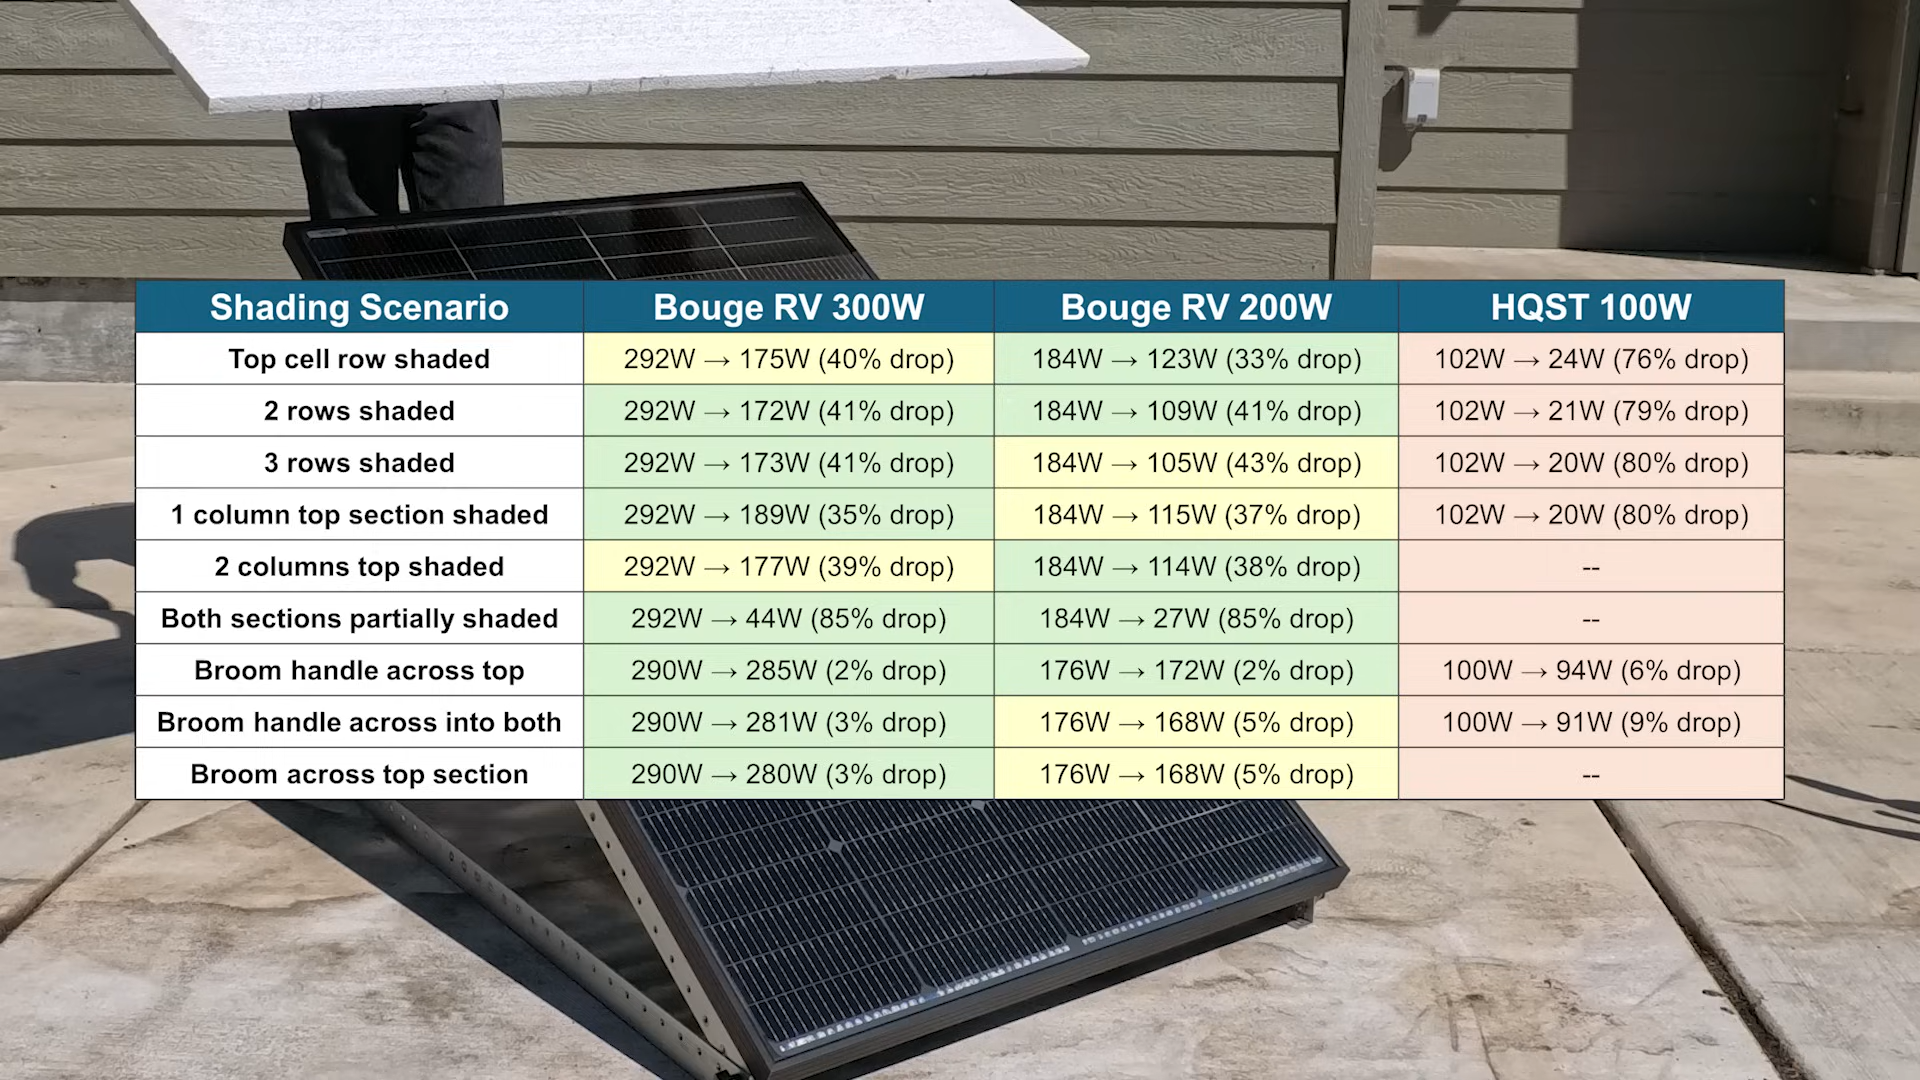 Shading Scenario Bouge RV 300W Bouge RV 200W HQST 100W
Top cell row shaded 292W → 175W (40% drop) 184W → 123W (33% drop) 102W → 24W (76% drop)
2 rows shaded 292W → 172W (41% drop) 184W → 109W (41% drop) 102W → 21W (79% drop)
3 rows shaded 292W → 173W (41% drop) 184W → 105W (43% drop) 102W → 20W (80% drop)
1 column top section shaded 292W → 189W (35% drop) 184W → 115W (37% drop) 102W → 20W (80% drop)
2 columns top shaded 292W → 177W (39% drop) 184W → 114W (38% drop) --
Both sections partially shaded 292W → 44W (85% drop) 184W → 27W (85% drop) --
Broom handle across top 290W → 285W (2% drop) 176W → 172W (2% drop) 100W → 94W (6% drop)
Broom handle across into both 290W → 281W (3% drop) 176W → 168W (5% drop) 100W → 91W (9% drop)
Broom across top section 290W → 280W (3% drop) 176W → 168W (5% drop) --